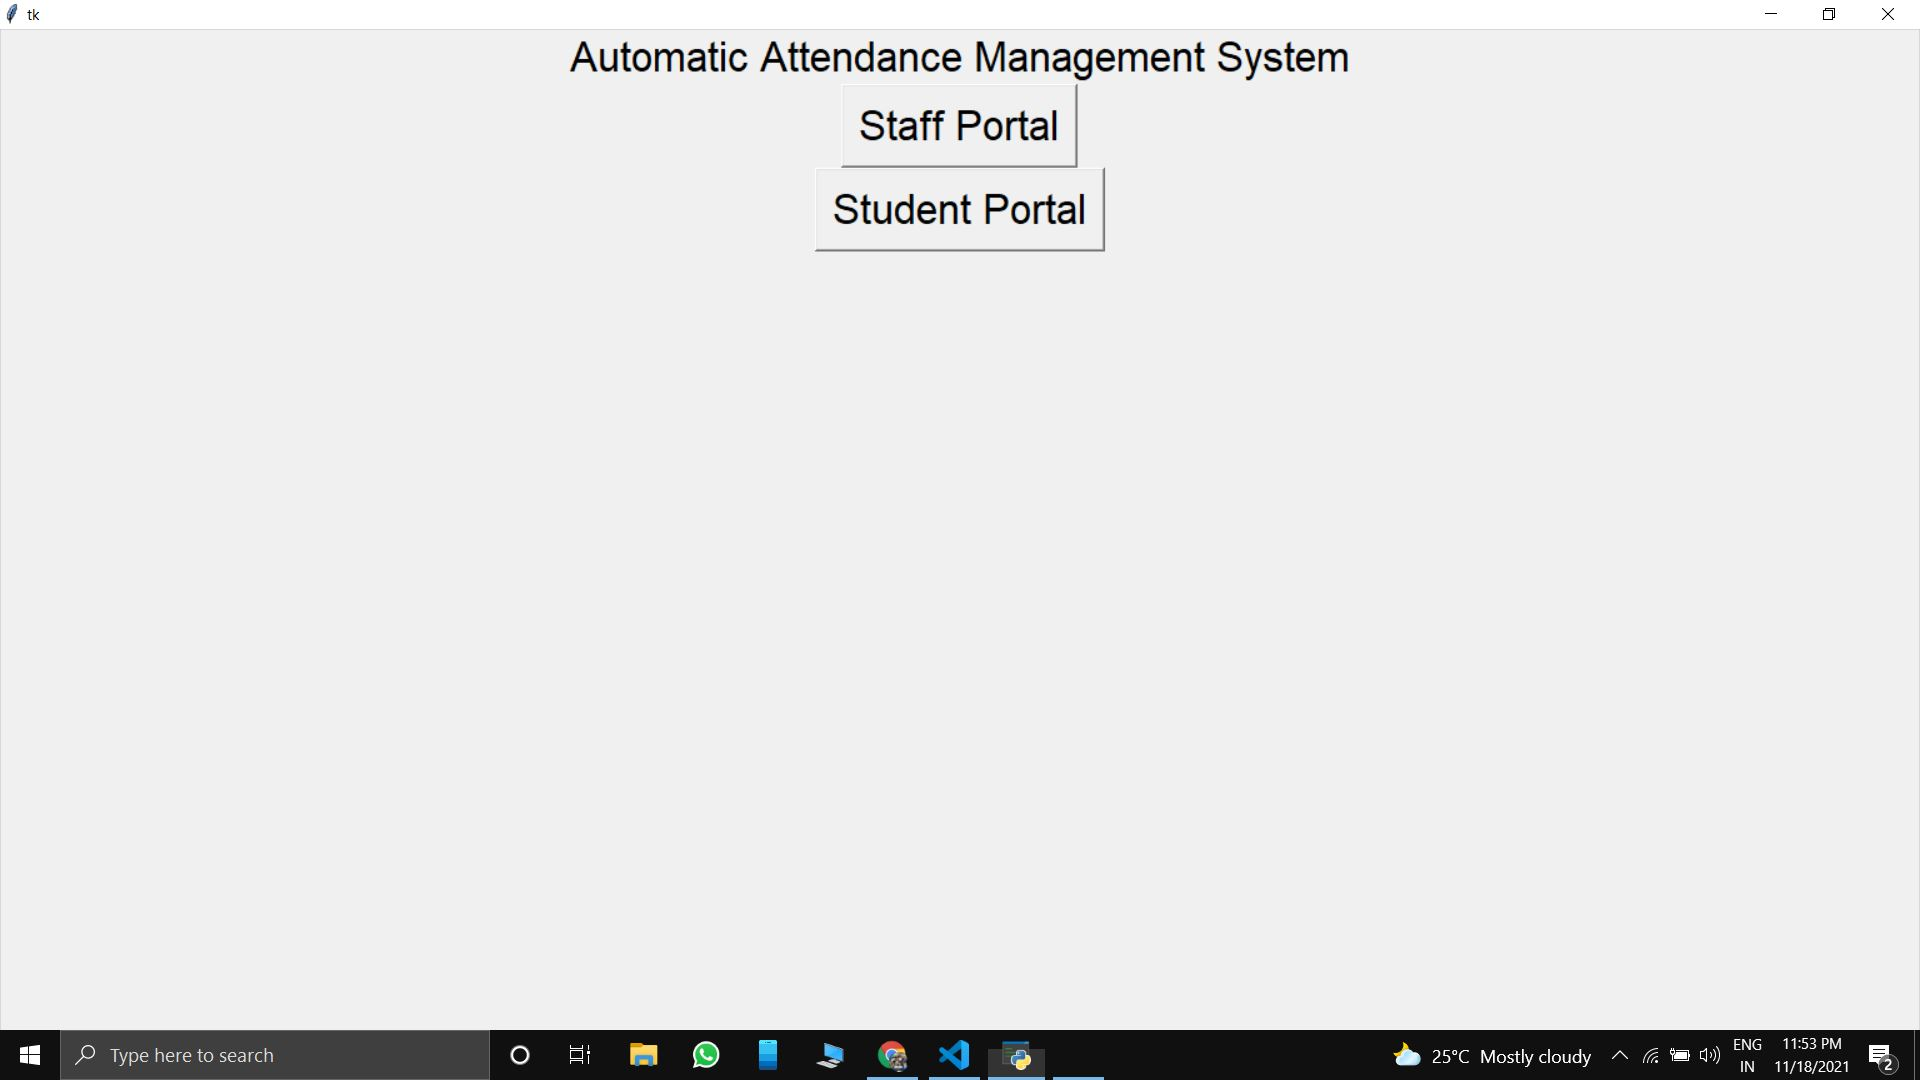 tk
Automatic Attendance Management System
Staff Portal
Student Portal
Type here to search
25°C Mostly cloudy
ENG
IN
11:53 PM
11/18/2021
2